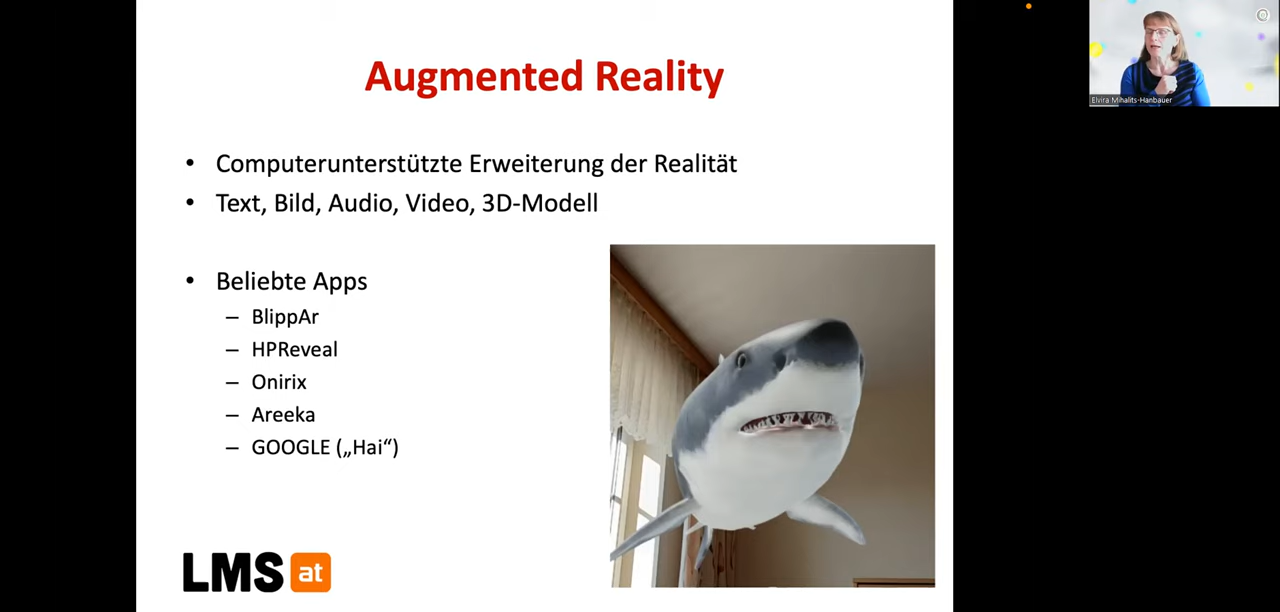 Augmented Reality
• Computerunterstützte Erweiterung der Realität
• Text, Bild, Audio, Video, 3D-Modell
• Beliebte Apps
– BlippAr
– HPReveal
– Onirix
– Areeka
– GOOGLE („Hai“)
LMS at
Elvira Mihalits-Hanbauer